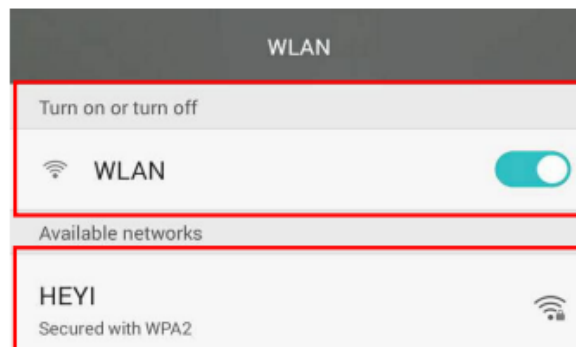 WLAN
Turn on or turn off
WLAN
Available networks
HEYI
Secured with WPA2